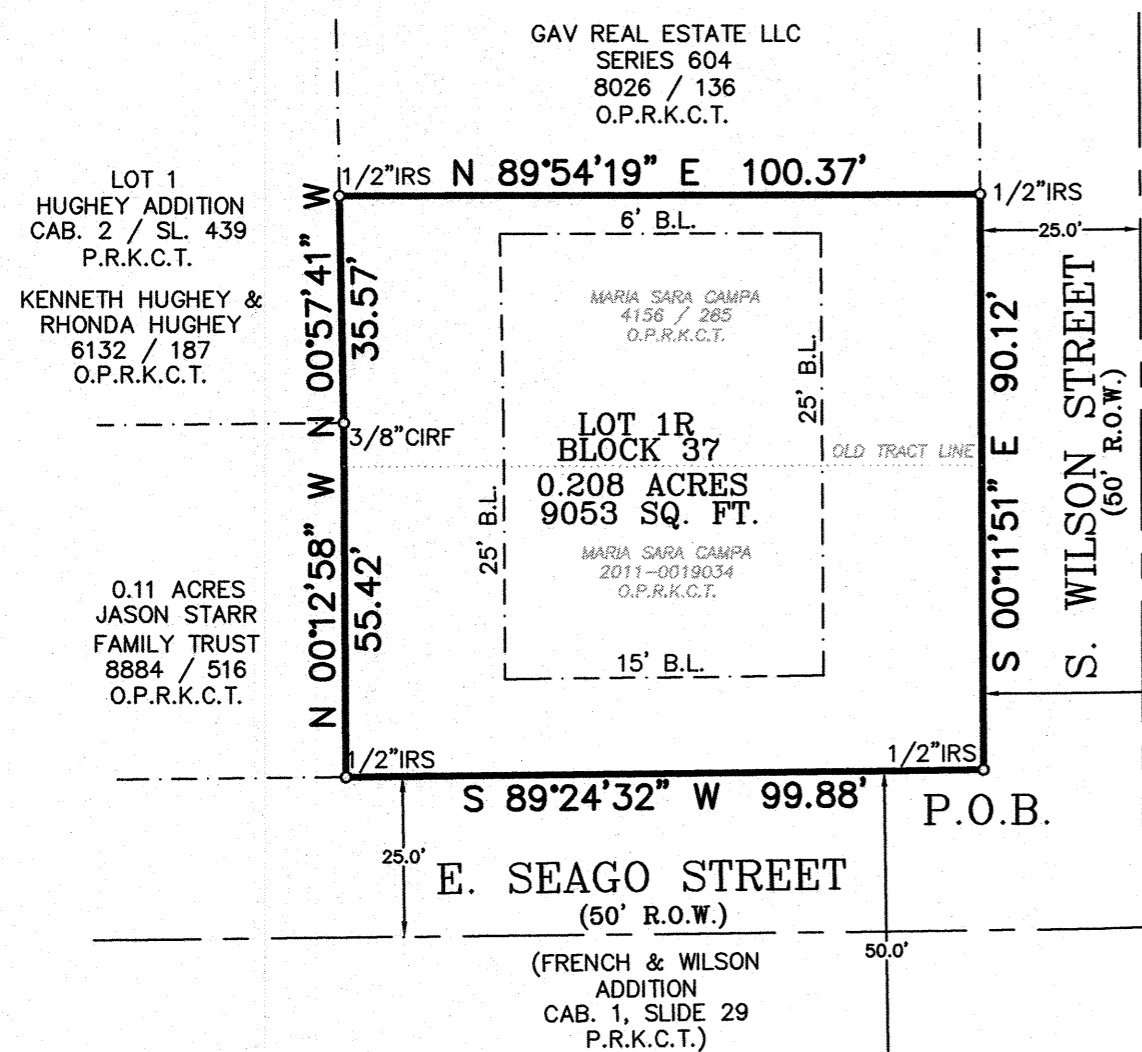 GAV REAL ESTATE LLC
SERIES 604
8026 / 136
O.P.R.K.C.T.
LOT 1
HUGHEY ADDITION
CAB. 2 / SL. 439
P.R.K.C.T.
KENNETH HUGHEY &
RHONDA HUGHEY
6132 / 187
O.P.R.K.C.T.
0.11 ACRES
JASON STARR
FAMILY TRUST
8884 / 516
O.P.R.K.C.T.
1/2"IRS
N 89°54'19" E 100.37'
1/2"IRS
25.0'
N 00°57'41" W
35.57'
3/8"CIRF
N 00°12'58" W
55.42'
6' B.L.
MARIA SARA CAMPA
4156 / 265
O.P.R.K.C.T.
25' B.L.
LOT 1R
BLOCK 37
OLD TRACT LINE
0.208 ACRES
9053 SQ. FT.
25' B.L.
MARIA SARA CAMPA
2011-0019034
O.P.R.K.C.T.
15' B.L.
S 00°11'51" E 90.12'
S. WILSON STREET
(50' R.O.W.)
1/2"IRS
1/2"IRS
S 89°24'32" W 99.88'
P.O.B.
25.0'
E. SEAGO STREET
(50' R.O.W.)
50.0'
(FRENCH & WILSON
ADDITION
CAB. 1, SLIDE 29
P.R.K.C.T.)